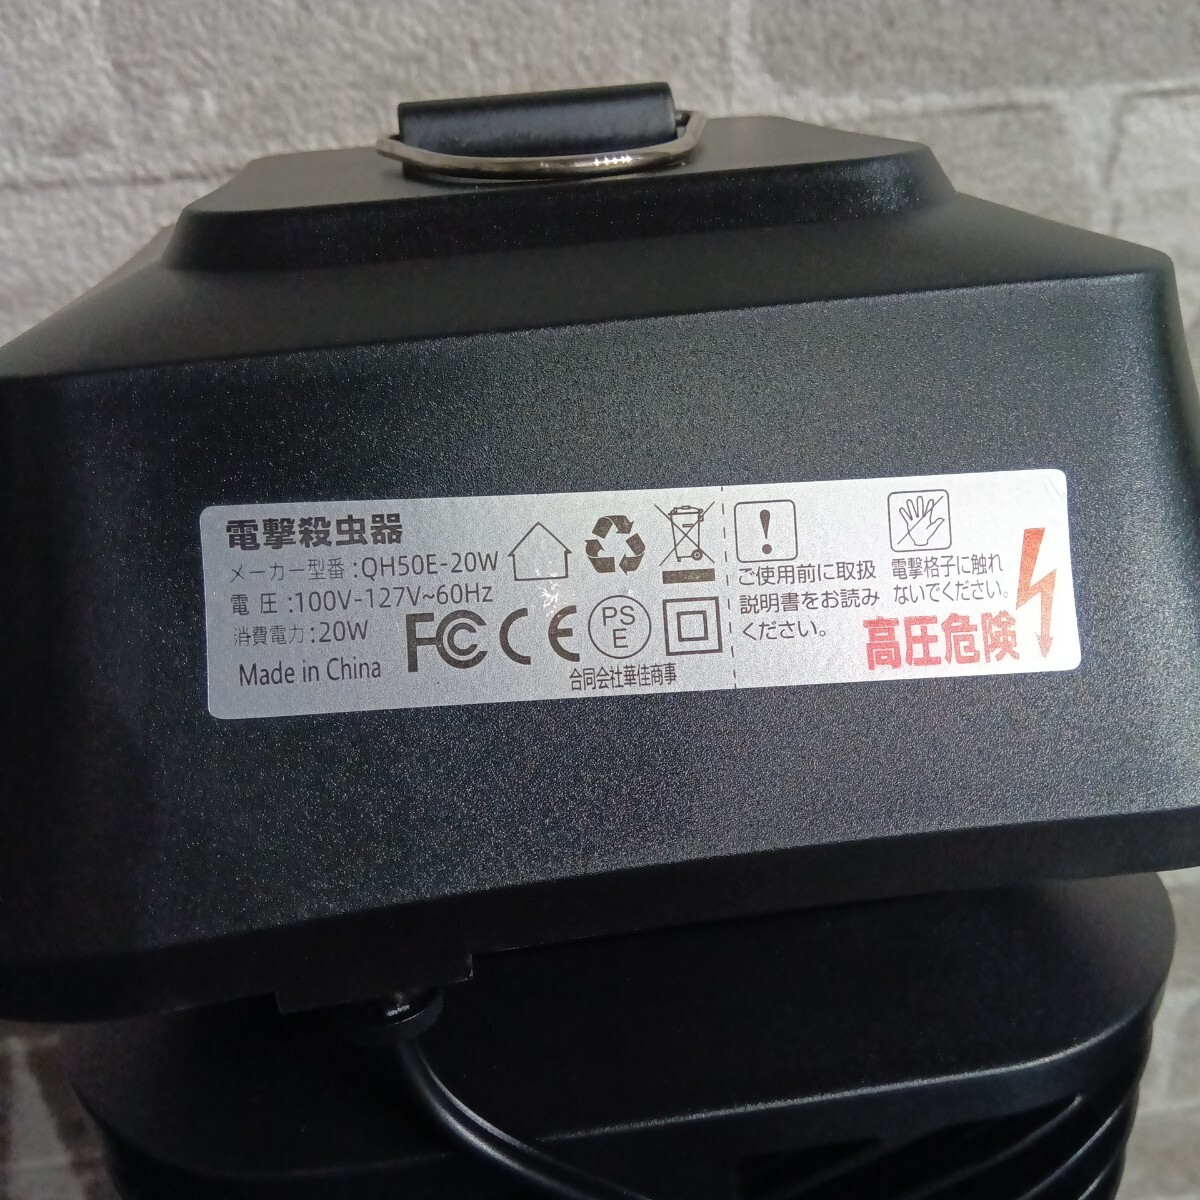 電撃殺虫器
メーカー型番:QH50E-20W
電圧:100V-127V~60Hz
消費電力:20W
Made in China
FC CE
PS
E
合同会社華佳商事
!
ご使用前に取扱
説明書をお読み
ください。
電撃格子に触れ
ないでください。
高圧危険